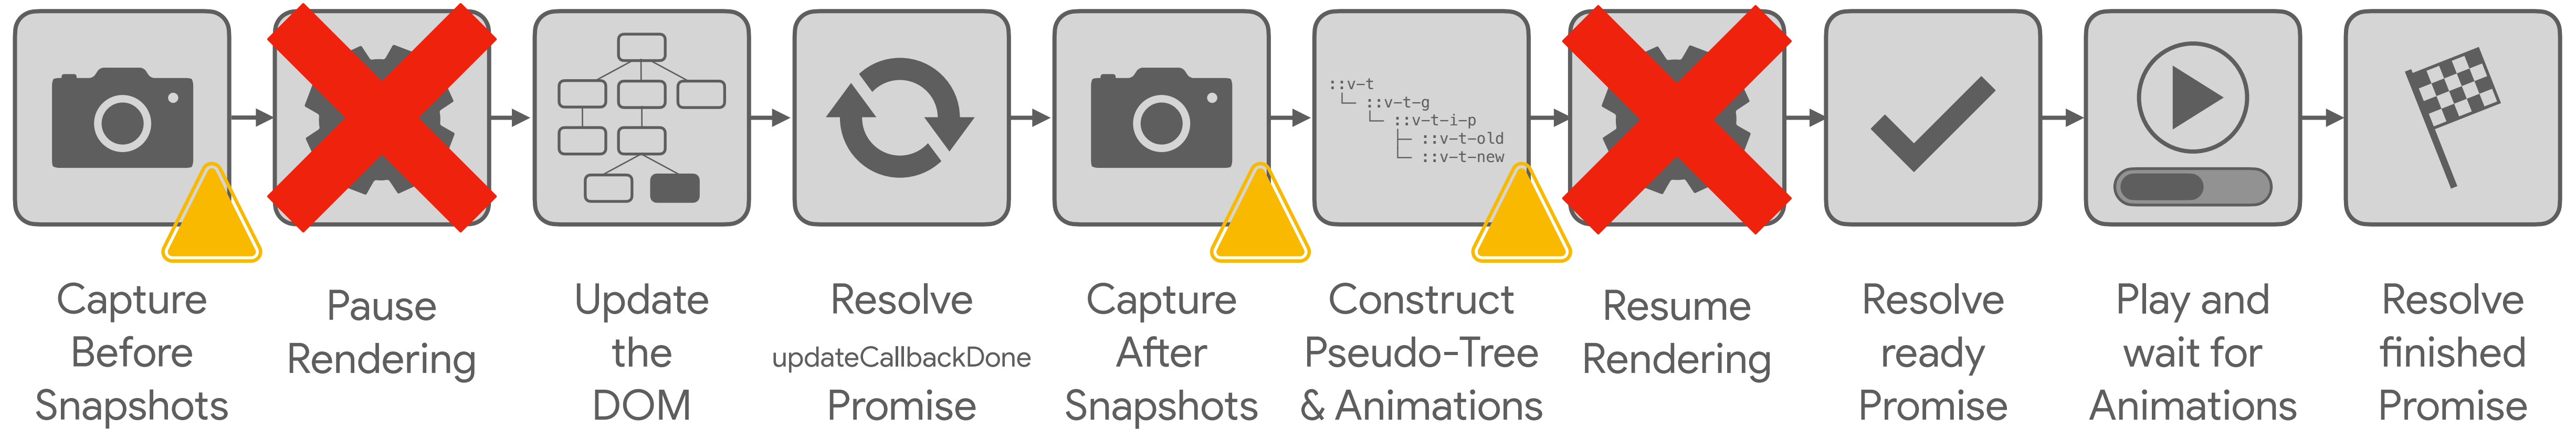 ::v-t
::v-t-g
::v-t-i-p
::v-t-old
::v-t-new
Capture
Before
Snapshots
Pause
Rendering
Update
the
DOM
Resolve
updateCallbackDone
Promise
Capture
After
Snapshots
Construct
Pseudo-Tree
& Animations
Resume
Rendering
Resolve
ready
Promise
Play and
wait for
Animations
Resolve
finished
Promise